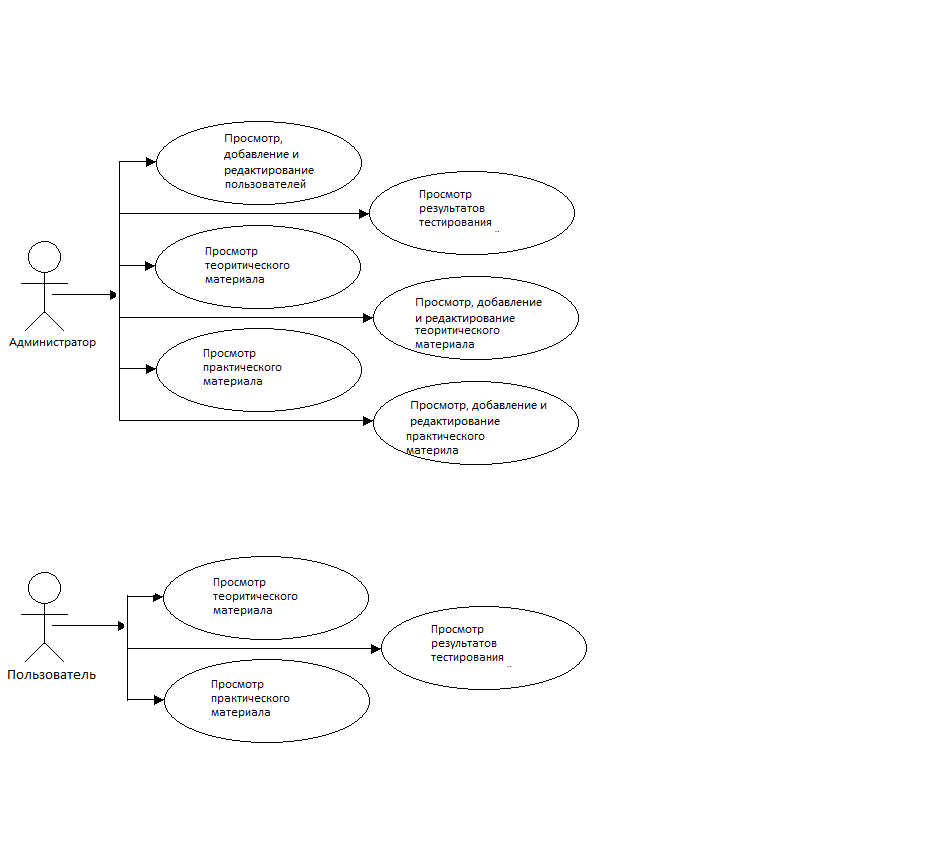 Просмотр,
добавление и
редактирование
пользователей
Просмотр
результатов
тестирования
Просмотр
теоритического
материала
Просмотр, добавление
и редактирование
теоритического
материала
Администратор
Просмотр
практического
материала
Просмотр, добавление и
редактирование
практического
материла
Просмотр
теоритического
материала
Просмотр
результатов
тестирования
Пользователь
Просмотр
практического
материала